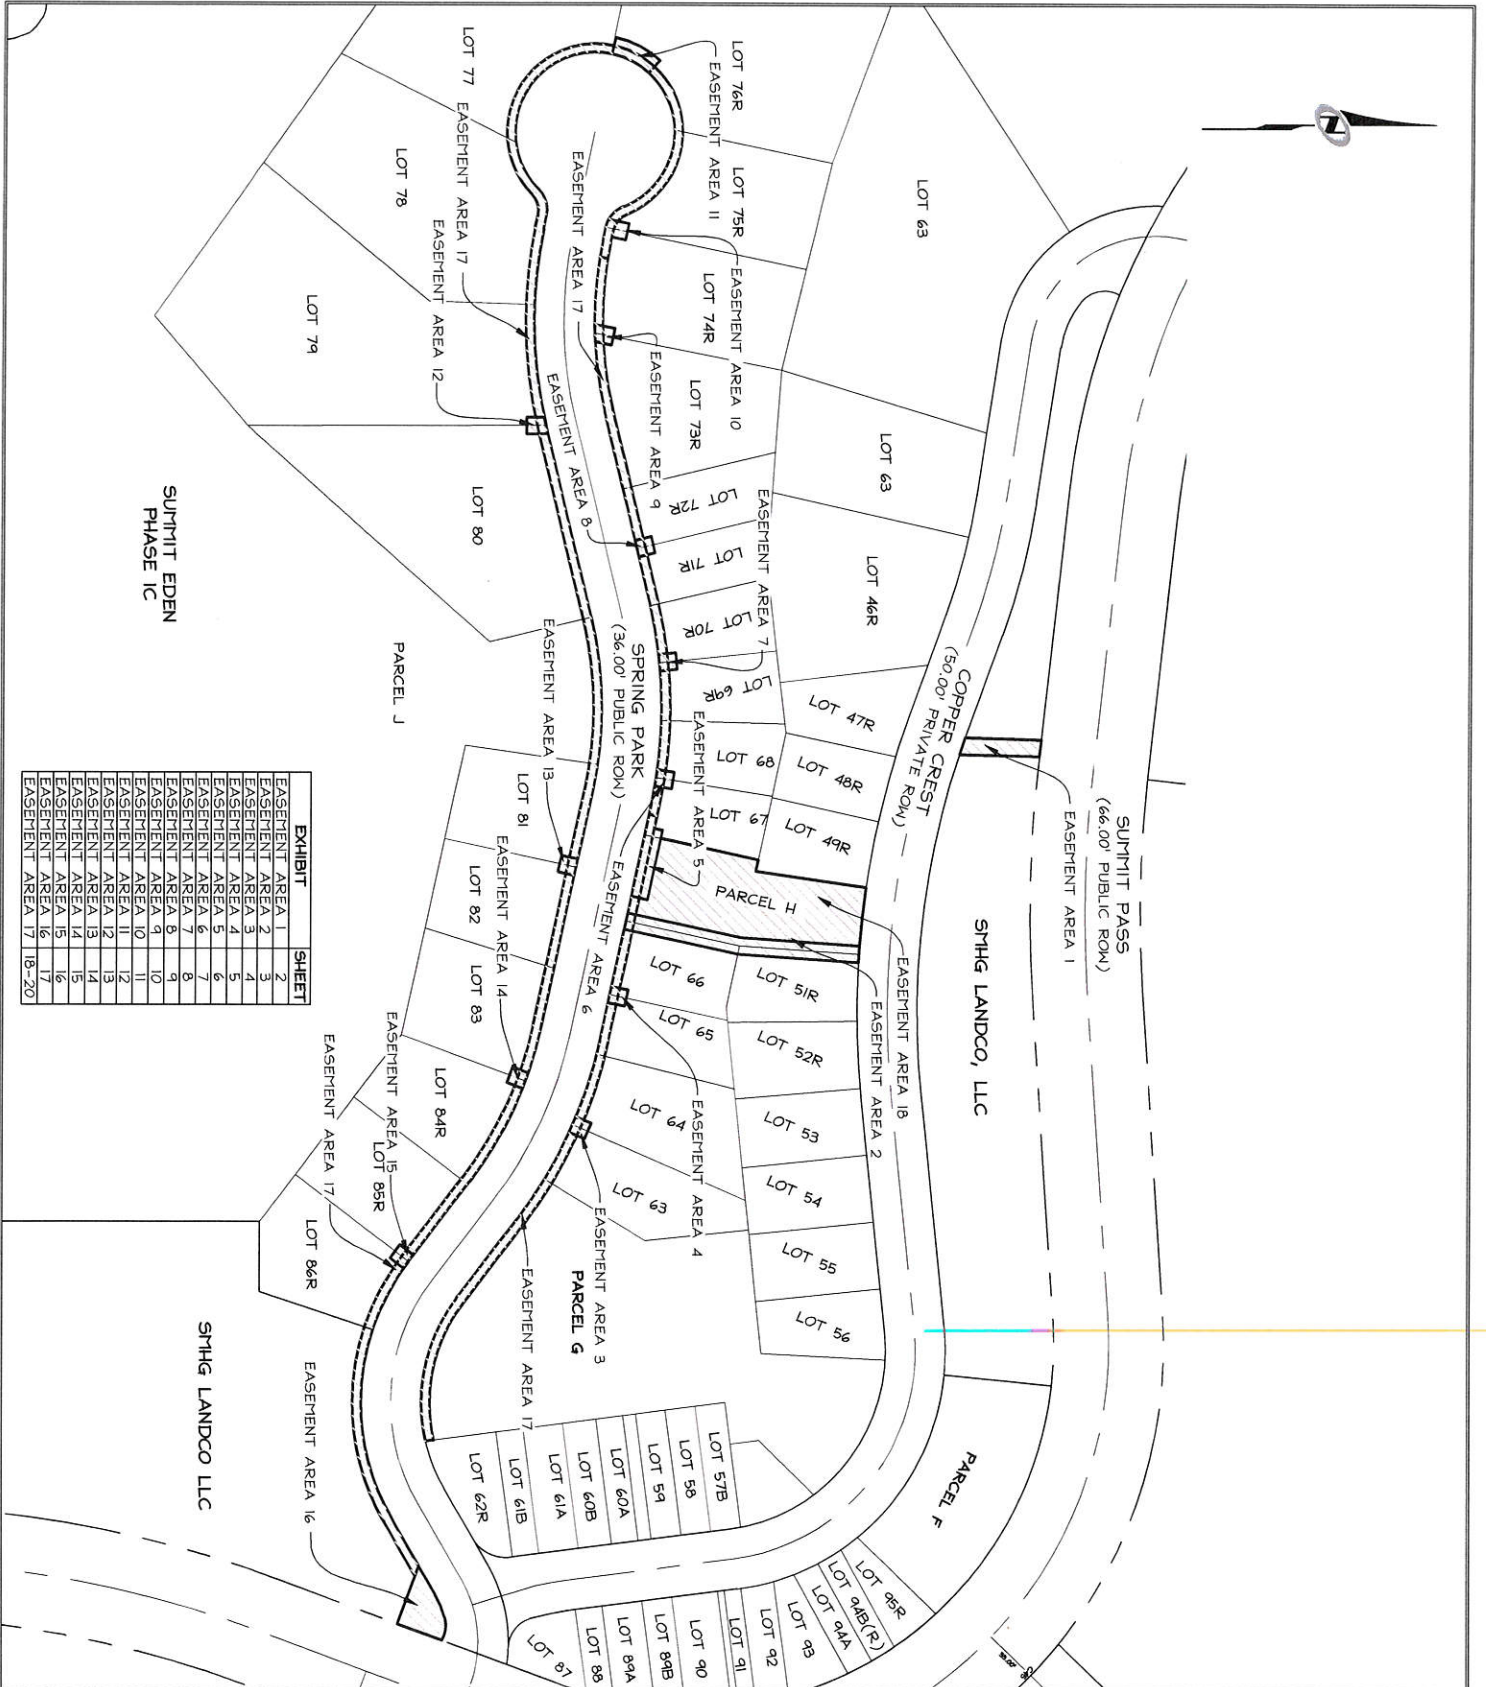 N
LOT 76R
EASEMENT AREA 11
LOT 75R
LOT 77
EASEMENT AREA 17
LOT 78
EASEMENT AREA 12
LOT 79
EASEMENT AREA 17
EASEMENT AREA 10
LOT 74R
EASEMENT AREA 9
LOT 73R
EASEMENT AREA 8
LOT 72R
LOT 71R
EASEMENT AREA 7
LOT 70R
LOT 69R
LOT 63
LOT 63
LOT 46R
LOT 47R
LOT 48R
LOT 49R
LOT 68
LOT 67
LOT 80
SUMMIT EDEN
PHASE 1C
PARCEL J
SPRING PARK
(36.00' PUBLIC ROW)
COPPER CREST
(50.00' PRIVATE ROW)
SUMMIT PASS
(66.00' PUBLIC ROW)
EASEMENT AREA 1
SMHG LANDCO, LLC
EASEMENT AREA 5
EASEMENT AREA 6
PARCEL H
EASEMENT AREA 18
EASEMENT AREA 2
EASEMENT AREA 13
LOT 81
EASEMENT AREA 14
LOT 82
LOT 83
LOT 84R
EASEMENT AREA 15
LOT 85R
EASEMENT AREA 17
LOT 86R
LOT 66
LOT 65
LOT 64
LOT 63
EASEMENT AREA 4
EASEMENT AREA 3
EASEMENT AREA 17
PARCEL G
LOT 51R
LOT 52R
LOT 53
LOT 54
LOT 55
LOT 56
PARCEL F
LOT 57B
LOT 58
LOT 59
LOT 60A
LOT 60B
LOT 61A
LOT 61B
LOT 62R
SMHG LANDCO LLC
EASEMENT AREA 16
LOT 87
LOT 88
LOT 89A
LOT 89B
LOT 90
LOT 91
LOT 92
LOT 93
LOT 94A
LOT 94B(R)
LOT 95R
EXHIBIT SHEET
EASEMENT AREA 1 2
EASEMENT AREA 2 3
EASEMENT AREA 3 4
EASEMENT AREA 4 5
EASEMENT AREA 5 6
EASEMENT AREA 6 7
EASEMENT AREA 7 8
EASEMENT AREA 8 9
EASEMENT AREA 9 10
EASEMENT AREA 10 11
EASEMENT AREA 11 12
EASEMENT AREA 12 13
EASEMENT AREA 13 14
EASEMENT AREA 14 15
EASEMENT AREA 15 16
EASEMENT AREA 16 17
EASEMENT AREA 17 18-20